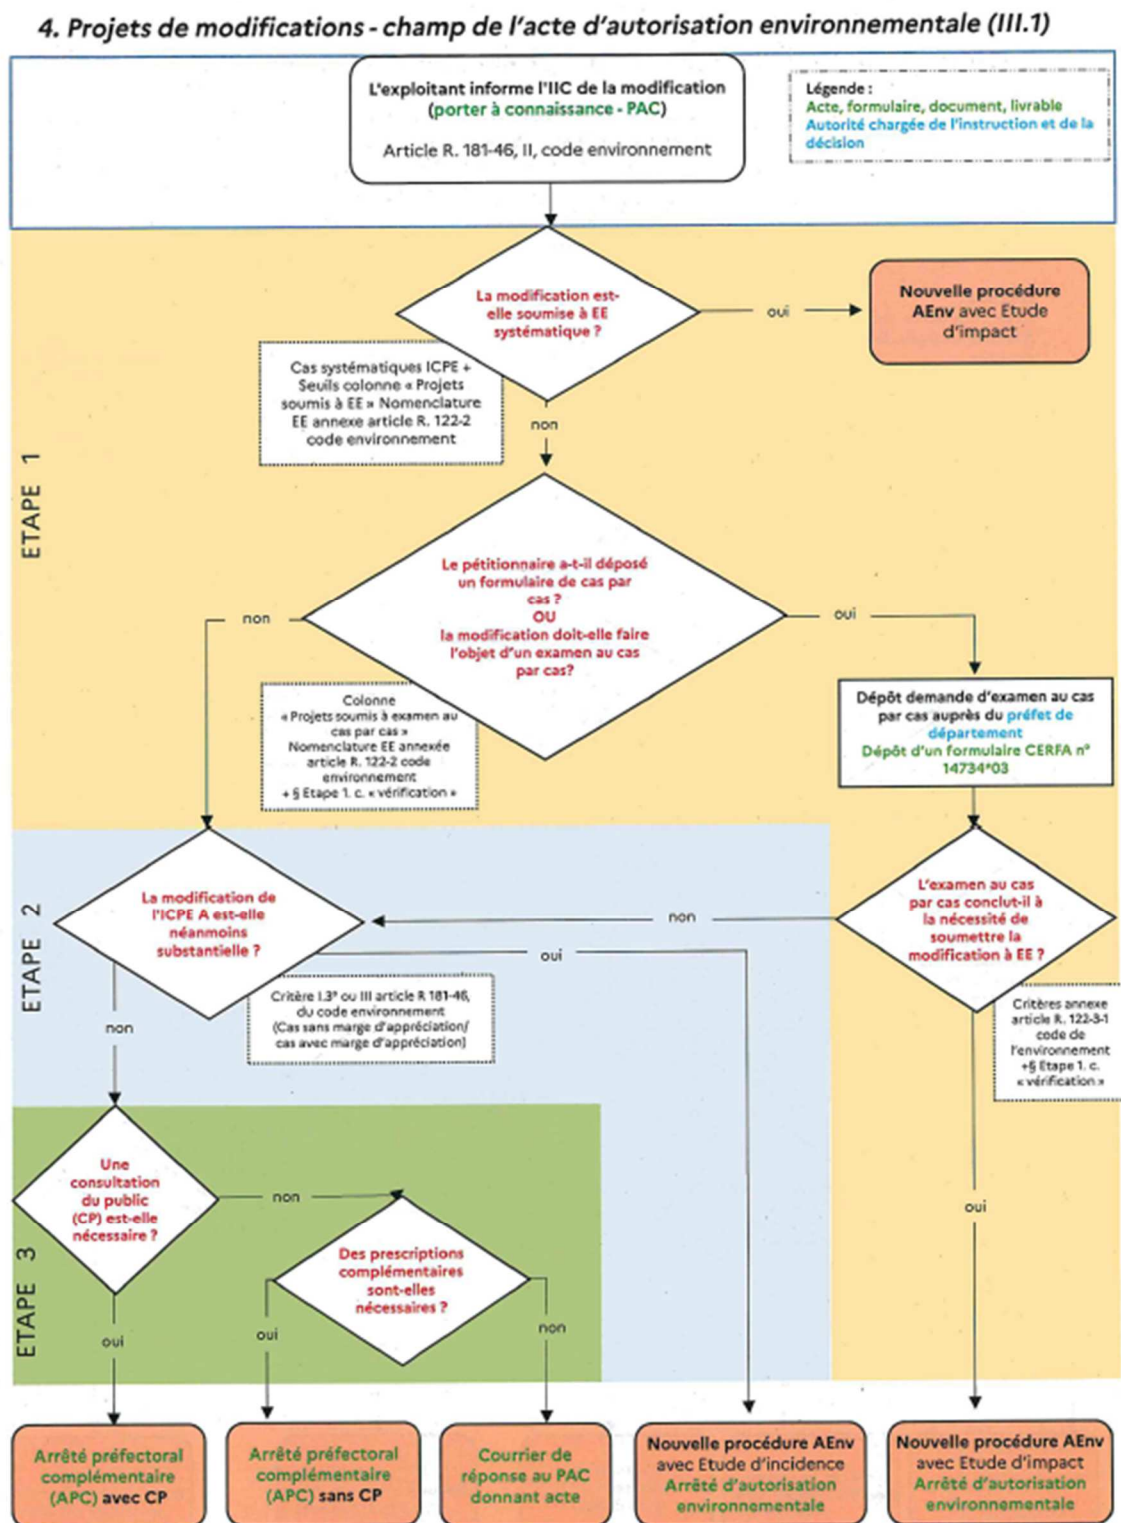 4. Projets de modifications - champ de l'acte d'autorisation environnementale (III.1)
L'exploitant informe l'IIC de la modification
(porter à connaissance - PAC)
Article R. 181-46, II, code environnement
Légende :
Acte, formulaire, document, livrable
Autorité chargée de l'instruction et de la
décision
ETAPE 1
La modification est-
elle soumise à EE
systématique ?
oui
Nouvelle procédure
AEnv avec Etude
d'impact
Cas systématiques ICPE +
Seuils colonne « Projets
soumis à EE » Nomenclature
EE annexe article R. 122-2
code environnement
non
Le pétitionnaire a-t-il déposé
un formulaire de cas par
cas ?
OU
la modification doit-elle faire
l'objet d'un examen au cas
par cas?
non
oui
Colonne
« Projets soumis à examen au
cas par cas »
Nomenclature EE annexée
article R. 122-2 code
environnement
+ § Etape 1. c. « vérification »
Dépôt demande d'examen au cas
par cas auprès du préfet de
département
Dépôt d'un formulaire CERFA n°
14734*03
ETAPE 2
La modification de
l'ICPE A est-elle
néanmoins
substantielle ?
non
L'examen au cas
par cas conclut-il à
la nécessité de
soumettre la
modification à EE ?
oui
Critère I.3° ou III article R 181-46,
du code environnement
(Cas sans marge d'appréciation/
cas avec marge d'appréciation)
non
Critères annexe
article R. 122-3-1
code de
l'environnement
+§ Etape 1. c.
« vérification »
oui
ETAPE 3
Une
consultation
du public
(CP) est-elle
nécessaire ?
non
Des prescriptions
complémentaires
sont-elles
nécessaires ?
oui
oui
non
Arrêté préfectoral
complémentaire
(APC) avec CP
Arrêté préfectoral
complémentaire
(APC) sans CP
Courrier de
réponse au PAC
donnant acte
Nouvelle procédure AEnv
avec Etude d'incidence
Arrêté d'autorisation
environnementale
Nouvelle procédure AEnv
avec Etude d'impact
Arrêté d'autorisation
environnementale